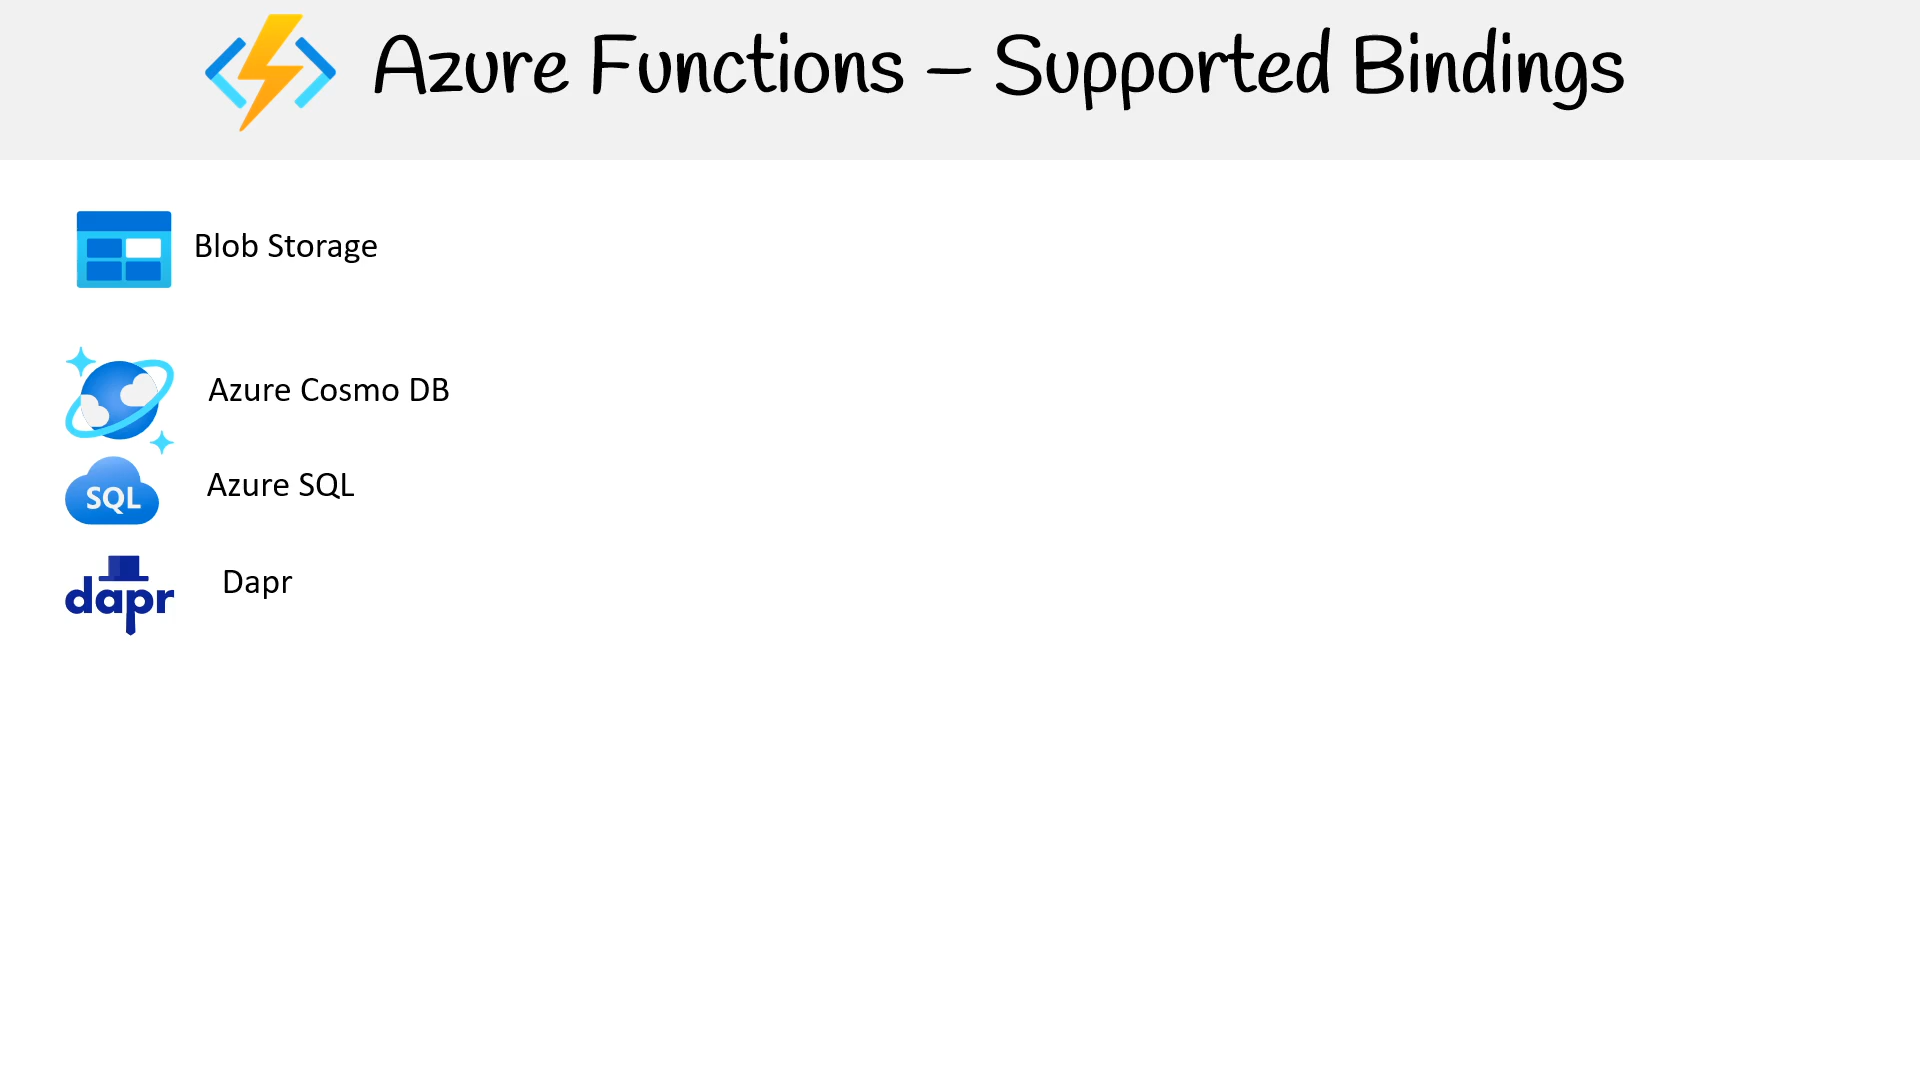 Azure Functions – Supported Bindings
Blob Storage
Azure Cosmo DB
SQL
Azure SQL
dapr
Dapr